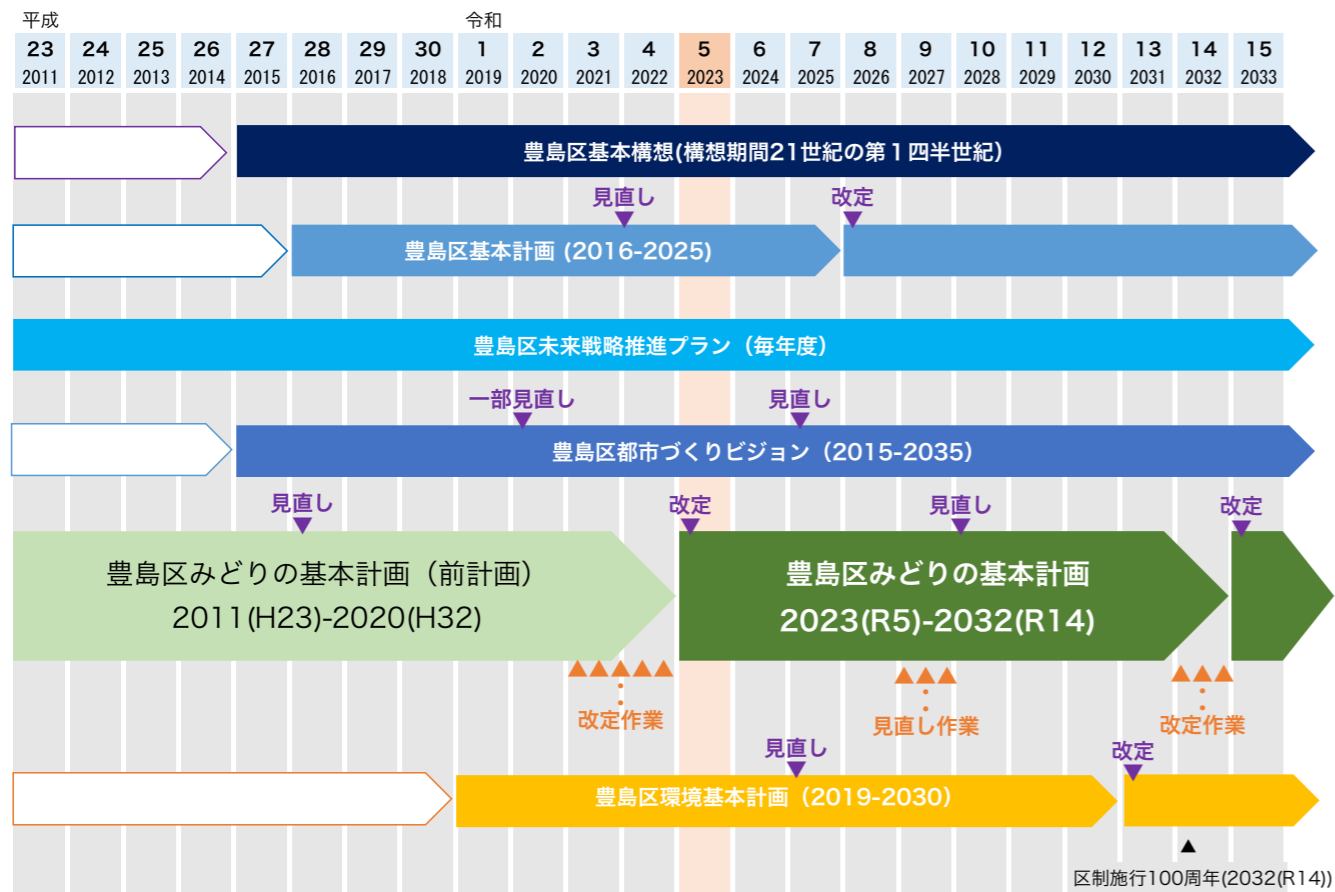 平成 令和
23 24 25 26 27 28 29 30 1 2 3 4 5 6 7 8 9 10 11 12 13 14 15
2011 2012 2013 2014 2015 2016 2017 2018 2019 2020 2021 2022 2023 2024 2025 2026 2027 2028 2029 2030 2031 2032 2033
豊島区基本構想(構想期間21世紀の第１四半世紀）
見直し 改定
豊島区基本計画 (2016-2025)
豊島区未来戦略推進プラン（毎年度）
一部見直し 見直し
豊島区都市づくりビジョン（2015-2035）
見直し 改定 見直し 改定
豊島区みどりの基本計画（前計画）
2011(H23)-2020(H32)
豊島区みどりの基本計画
2023(R5)-2032(R14)
改定作業 見直し作業 改定作業
見直し 改定
豊島区環境基本計画（2019-2030）
区制施行100周年(2032(R14))